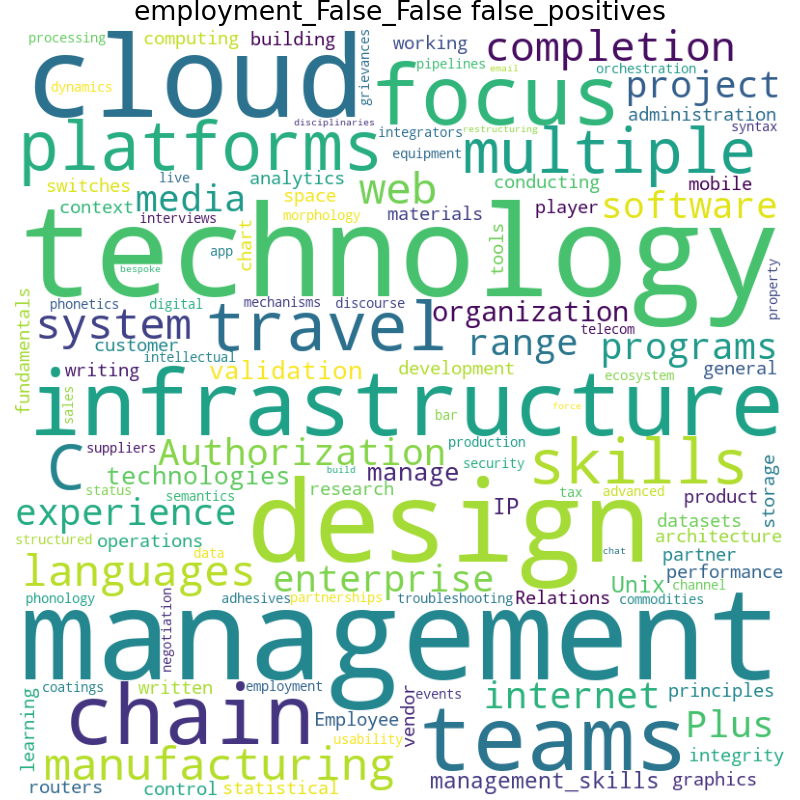 employment_False_False false_positives
processing computing building grievances working completion
cloud pipelines email orchestration
dynamics focus project
disciplinaries administration
platforms integrators restructuring multiple syntax
equipment
switches live analytics web conducting mobile
context media space software
interviews morphology materials player
technology
app chart tools
bespoke property
fundamentals phonetics digital mechanisms discourse organization
system travel telecom
customer range programs
intellectual
writing validation development general
ecosystem
infrastructure
sales bar force
C suppliers Authorization production skills
technologies build manage security storage
status semantics research tax advanced product
experience design IP datasets
structured operations architecture
data chat partner
languages enterprise Unix channel performance
phonology negotiation adhesives partnerships troubleshooting Relations commodities
management
coatings written employment events internet principles
learning chain Employee vendor teams Plus
usability integrity
manufacturing management_skills graphics
routers control statistical